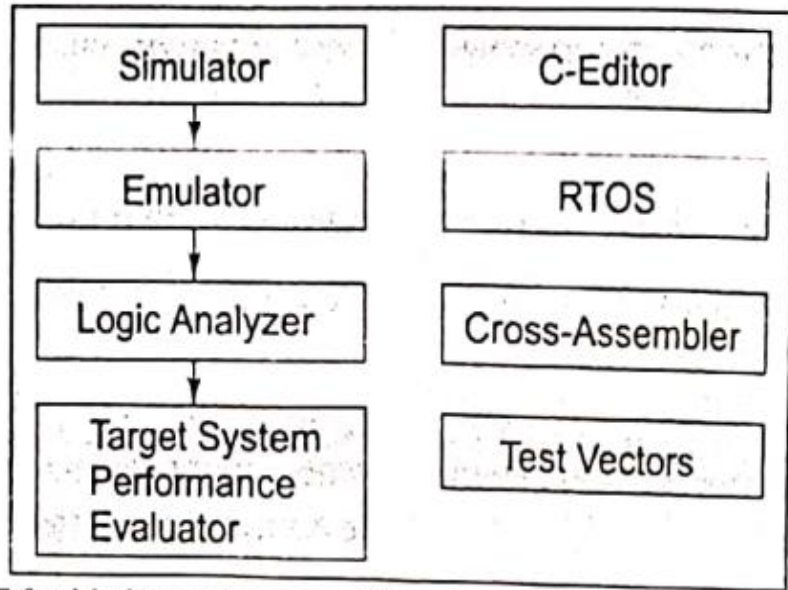 Simulator
C-Editor
Emulator
RTOS
Logic Analyzer
Cross-Assembler
Target System
Performance
Evaluator
Test Vectors